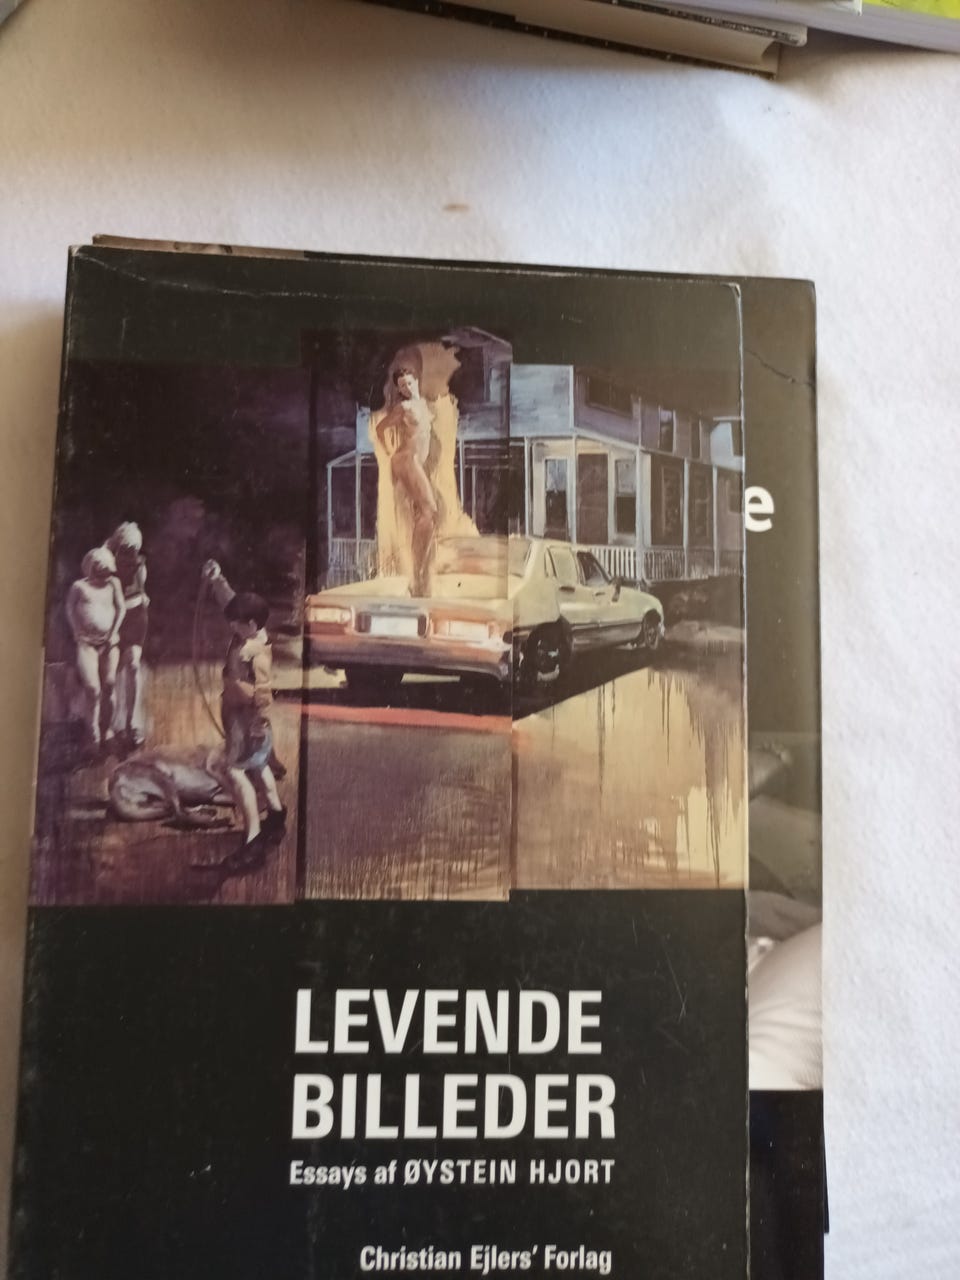 LEVENDE
BILLEDER
Essays af ØYSTEIN HJORT
Christian Ejlers' Forlag
e